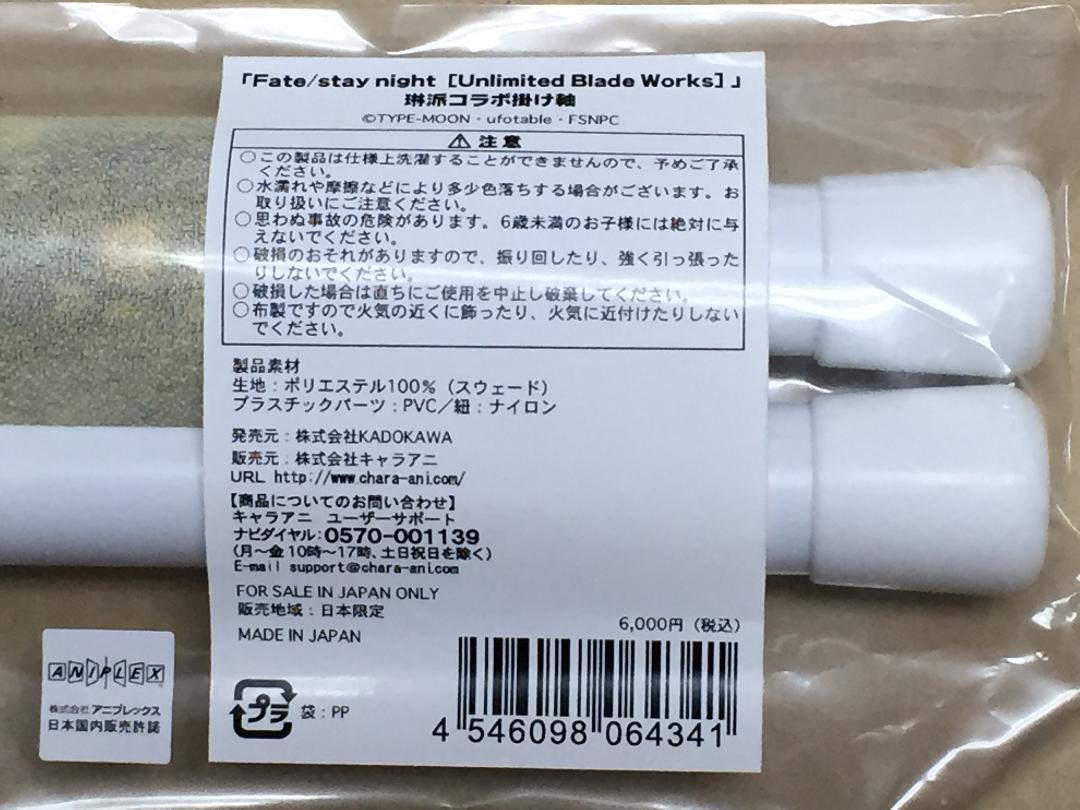 「Fate/stay night [Unlimited Blade Works]」
琳派コラボ掛け軸
©TYPE-MOON・ufotable・FSNPC
⚠ 注意
○この製品は仕様上洗濯することができませんので、予めご了承
ください。
○水濡れや摩擦などにより多少色落ちする場合がございます。お
取り扱いにご注意ください。
○思わぬ事故の危険があります。6歳未満のお子様には絶対に与
えないでください。
○破損のおそれがありますので、振り回したり、強く引っ張った
りしないでください。
○破損した場合は直ちにご使用を中止し破棄してください。
○布製ですので火気の近くに飾ったり、火気に近付けたりしない
でください。
製品素材
生地：ポリエステル100%（スウェード）
プラスチックパーツ：PVC／紐：ナイロン
発売元：株式会社KADOKAWA
販売元：株式会社キャラアニ
URL http://www.chara-ani.com/
【商品についてのお問い合わせ】
キャラアニ ユーザーサポート
ナビダイヤル：0570-001139
（月～金 10時～17時、土日祝日を除く）
E-mail support@chara-ani.com
FOR SALE IN JAPAN ONLY
販売地域：日本限定
6,000円（税込）
MADE IN JAPAN
プラ 袋：PP
4 546098 064341
ANIPLEX
株式会社 アニプレックス
日本国内販売許諾